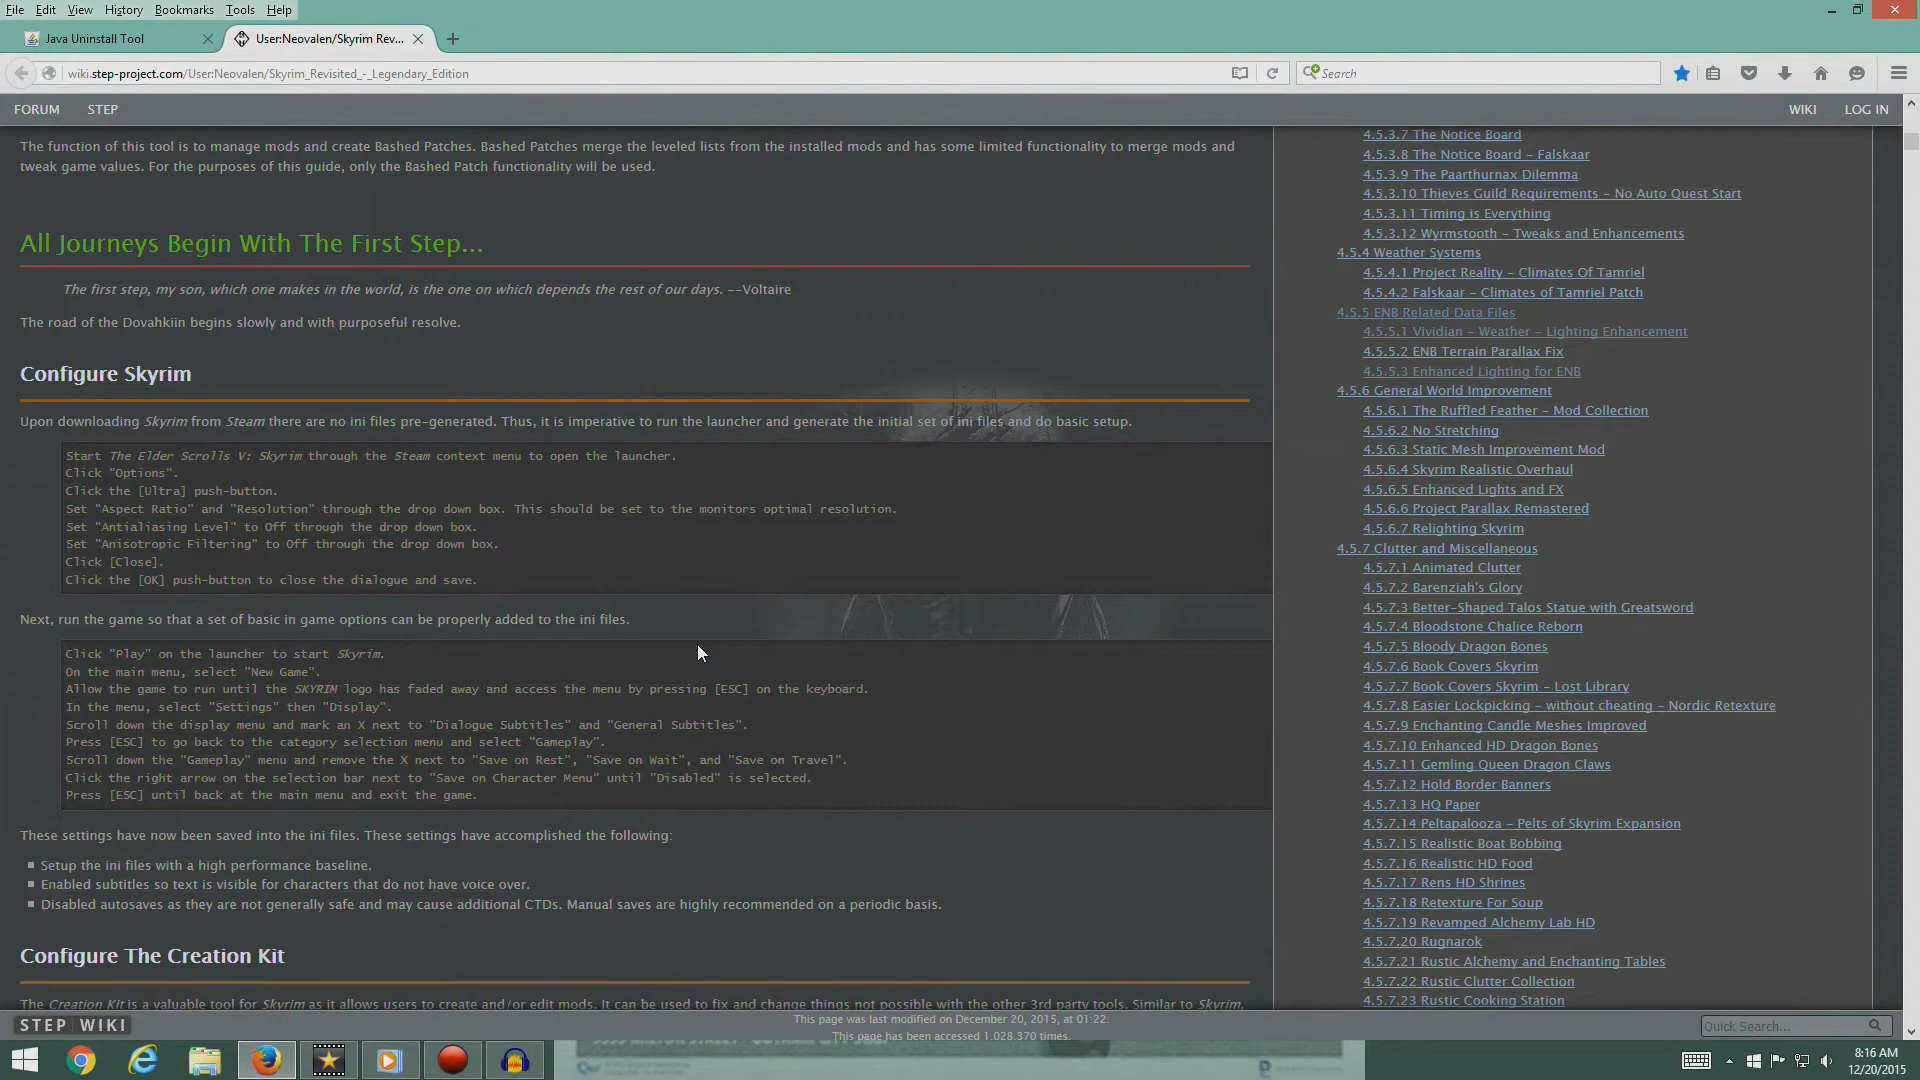 File Edit View History Bookmarks Tools Help
Java Uninstall Tool
User:Neovalen/Skyrim Rev...
wiki.step-project.com/User:Neovalen/Skyrim_Revisited_-_Legendary_Edition
Search
FORUM STEP
WIKI LOG IN
The function of this tool is to manage mods and create Bashed Patches. Bashed Patches merge the leveled lists from the installed mods and has some limited functionality to merge mods and
tweak game values. For the purposes of this guide, only the Bashed Patch functionality will be used.
All Journeys Begin With The First Step...
The first step, my son, which one makes in the world, is the one on which depends the rest of our days. --Voltaire
The road of the Dovahkiin begins slowly and with purposeful resolve.
Configure Skyrim
Upon downloading Skyrim from Steam there are no ini files pre-generated. Thus, it is imperative to run the launcher and generate the initial set of ini files and do basic setup.
Start The Elder Scrolls V: Skyrim through the Steam context menu to open the launcher.
Click "Options".
Click the [Ultra] push-button.
Set "Aspect Ratio" and "Resolution" through the drop down box. This should be set to the monitors optimal resolution.
Set "Antialiasing Level" to Off through the drop down box.
Set "Anisotropic Filtering" to Off through the drop down box.
Click [Close].
Click the [OK] push-button to close the dialogue and save.
Next, run the game so that a set of basic in game options can be properly added to the ini files.
Click "Play" on the launcher to start Skyrim.
On the main menu, select "New Game".
Allow the game to run until the SKYRIM logo has faded away and access the menu by pressing [ESC] on the keyboard.
In the menu, select "Settings" then "Display".
Scroll down the display menu and mark an X next to "Dialogue Subtitles" and "General Subtitles".
Press [ESC] to go back to the category selection menu and select "Gameplay".
Scroll down the "Gameplay" menu and remove the X next to "Save on Rest", "Save on Wait", and "Save on Travel".
Click the right arrow on the selection bar next to "Save on Character Menu" until "Disabled" is selected.
Press [ESC] until back at the main menu and exit the game.
These settings have now been saved into the ini files. These settings have accomplished the following:
Setup the ini files with a high performance baseline.
Enabled subtitles so text is visible for characters that do not have voice over.
Disabled autosaves as they are not generally safe and may cause additional CTDs. Manual saves are highly recommended on a periodic basis.
Configure The Creation Kit
The Creation Kit is a valuable tool for Skyrim as it allows users to create and/or edit mods. It can be used to fix and change things not possible with the other 3rd party tools. Similar to Skyrim,
4.5.3.7 The Notice Board
4.5.3.8 The Notice Board - Falskaar
4.5.3.9 The Paarthurnax Dilemma
4.5.3.10 Thieves Guild Requirements - No Auto Quest Start
4.5.3.11 Timing is Everything
4.5.3.12 Wyrmstooth - Tweaks and Enhancements
4.5.4 Weather Systems
4.5.4.1 Project Reality - Climates Of Tamriel
4.5.4.2 Falskaar - Climates of Tamriel Patch
4.5.5 ENB Related Data Files
4.5.5.1 Vividian - Weather - Lighting Enhancement
4.5.5.2 ENB Terrain Parallax Fix
4.5.5.3 Enhanced Lighting for ENB
4.5.6 General World Improvement
4.5.6.1 The Ruffled Feather - Mod Collection
4.5.6.2 No Stretching
4.5.6.3 Static Mesh Improvement Mod
4.5.6.4 Skyrim Realistic Overhaul
4.5.6.5 Enhanced Lights and FX
4.5.6.6 Project Parallax Remastered
4.5.6.7 Relighting Skyrim
4.5.7 Clutter and Miscellaneous
4.5.7.1 Animated Clutter
4.5.7.2 Barenziah's Glory
4.5.7.3 Better-Shaped Talos Statue with Greatsword
4.5.7.4 Bloodstone Chalice Reborn
4.5.7.5 Bloody Dragon Bones
4.5.7.6 Book Covers Skyrim
4.5.7.7 Book Covers Skyrim - Lost Library
4.5.7.8 Easier Lockpicking - without cheating - Nordic Retexture
4.5.7.9 Enchanting Candle Meshes Improved
4.5.7.10 Enhanced HD Dragon Bones
4.5.7.11 Gemling Queen Dragon Claws
4.5.7.12 Hold Border Banners
4.5.7.13 HQ Paper
4.5.7.14 Peltapalooza - Pelts of Skyrim Expansion
4.5.7.15 Realistic Boat Bobbing
4.5.7.16 Realistic HD Food
4.5.7.17 Rens HD Shrines
4.5.7.18 Retexture For Soup
4.5.7.19 Revamped Alchemy Lab HD
4.5.7.20 Rugnarok
4.5.7.21 Rustic Alchemy and Enchanting Tables
4.5.7.22 Rustic Clutter Collection
4.5.7.23 Rustic Cooking Station
STEP WIKI
This page was last modified on December 20, 2015, at 01:22.
This page has been accessed 1,028,370 times.
Quick Search...
8:16 AM
12/20/2015